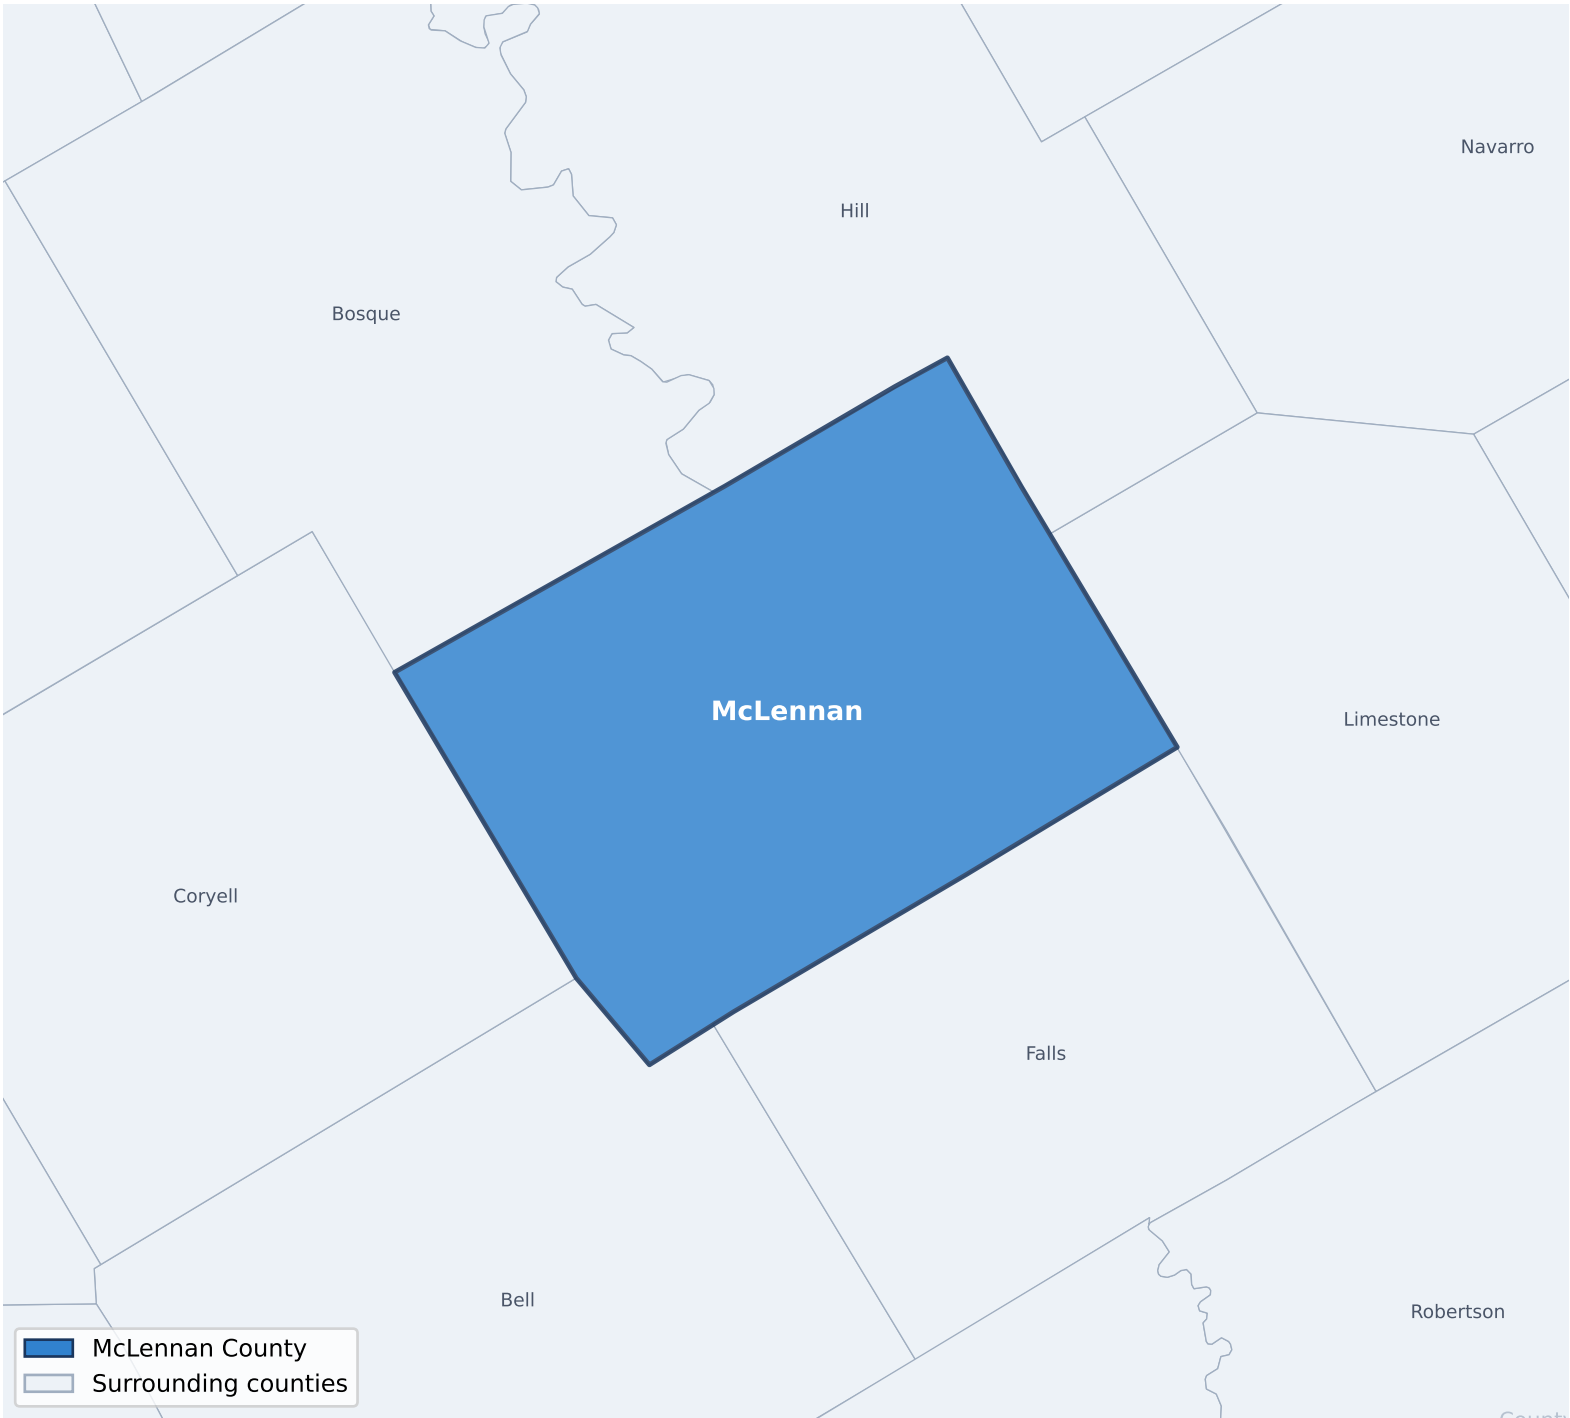 Navarro
Hill
Bosque
McLennan
Limestone
Coryell
Falls
Bell
Robertson
McLennan County
Surrounding counties